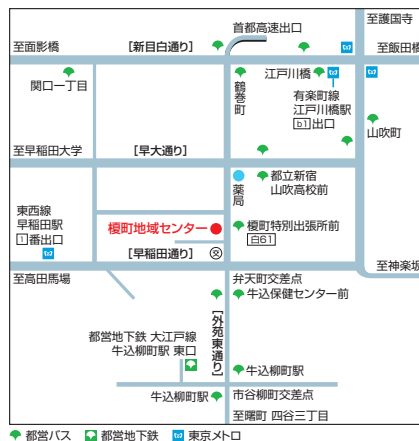 至護国寺
首都高速出口
至面影橋
[新目白通り]
至飯田橋
関口一丁目
鶴巻町
江戸川橋
有楽町線
江戸川橋駅
b1出口
山吹町
至早稲田大学
[早大通り]
薬局
都立新宿
山吹高校前
東西線
早稲田駅
1番出口
榎町地域センター
榎町特別出張所前
白61
[早稲田通り]
文
至神楽坂
至高田馬場
弁天町交差点
牛込保健センター前
[外苑東通り]
都営地下鉄 大江戸線
牛込柳町駅 東口
牛込柳町駅
牛込柳町駅
市谷柳町交差点
至曙町 四谷三丁目
都営バス
都営地下鉄
東京メトロ